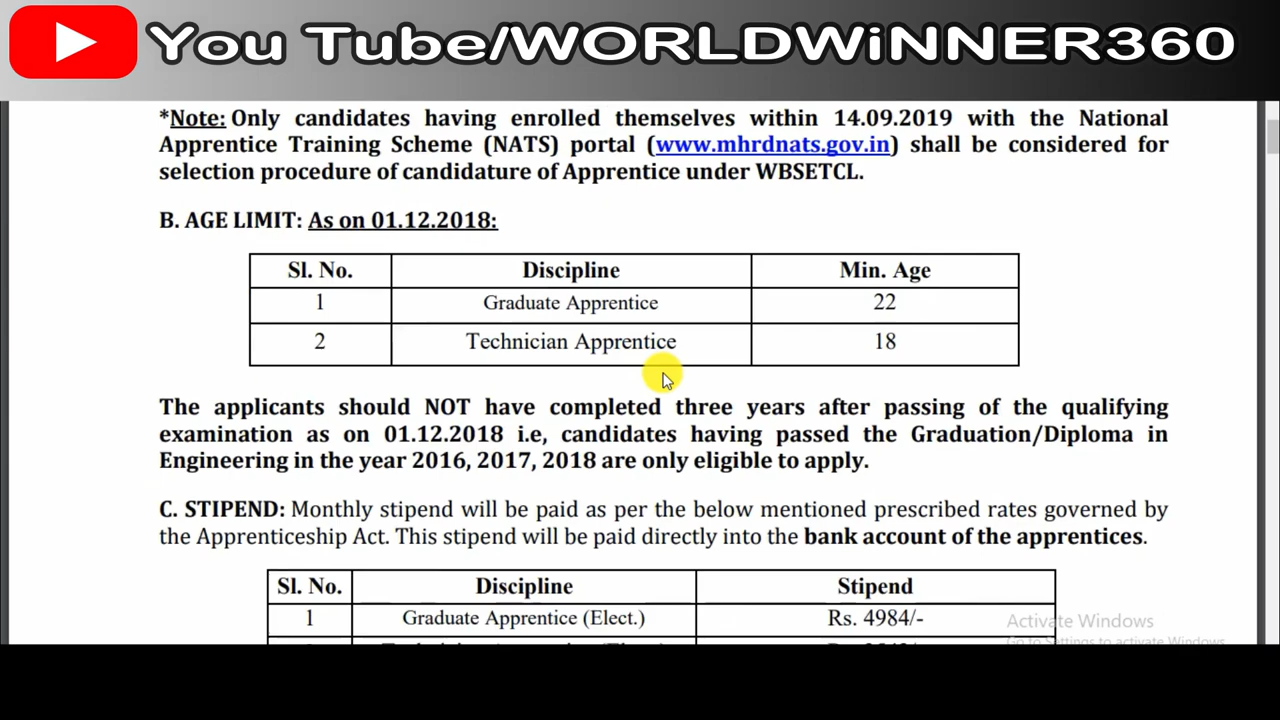 You Tube/WORLDWiNNER360
*Note: Only candidates having enrolled themselves within 14.09.2019 with the National
Apprentice Training Scheme (NATS) portal (www.mhrdnats.gov.in) shall be considered for
selection procedure of candidature of Apprentice under WBSETCL.
B. AGE LIMIT: As on 01.12.2018:
Sl. No. Discipline Min. Age
1 Graduate Apprentice 22
2 Technician Apprentice 18
The applicants should NOT have completed three years after passing of the qualifying
examination as on 01.12.2018 i.e, candidates having passed the Graduation/Diploma in
Engineering in the year 2016, 2017, 2018 are only eligible to apply.
C. STIPEND: Monthly stipend will be paid as per the below mentioned prescribed rates governed by
the Apprenticeship Act. This stipend will be paid directly into the bank account of the apprentices.
Sl. No. Discipline Stipend
1 Graduate Apprentice (Elect.) Rs. 4984/-
Activate Windows
Go to Settings to activate Windows.